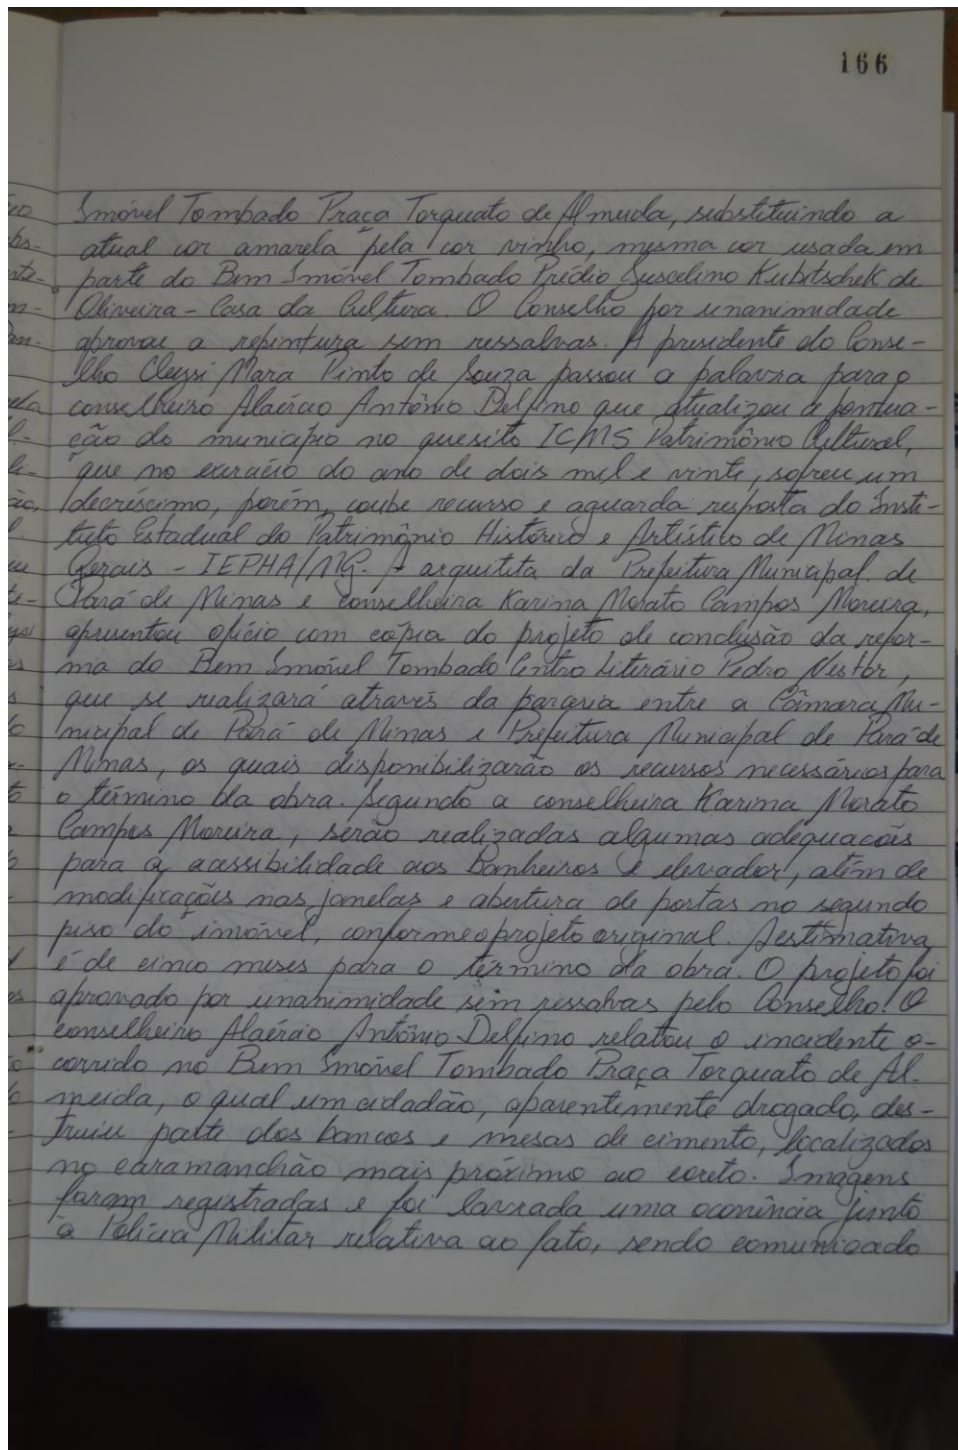 166
Imóvel Tombado Praça Torquato de Almeida, substituindo a
atual cor amarela pela cor vinho, mesma cor usada em
parte do Bem Imóvel Tombado Prédio Juscelino Kubitschek de
Oliveira - Casa da Cultura. O Conselho por unanimidade
aprovou a repintura sem ressalvas. A presidente do Conse-
lho Cleyssi Mara Pinto de Souza passou a palavra para o
conselheiro Alaércio Antônio Delfino que atualizou a pontua-
ção do município no quesito ICMS Patrimônio Cultural,
que no exercício do ano de dois mil e vinte, sofreu um
decréscimo, porém, coube recurso e aguarda resposta do Insti-
tuto Estadual do Patrimônio Histórico e Artístico de Minas
Gerais - IEPHA/MG. A arquiteta da Prefeitura Municipal de
Pará de Minas e conselheira Karina Morato Campos Moreira,
apresentou ofício com cópia do projeto de conclusão da refor-
ma do Bem Imóvel Tombado Centro Literário Pedro Nestor,
que se realizará através da parceria entre a Câmara Mu-
nicipal de Pará de Minas e Prefeitura Municipal de Pará de
Minas, os quais disponibilizarão os recursos necessários para
o término da obra. Segundo a conselheira Karina Morato
Campos Moreira, serão realizadas algumas adequações
para a acessibilidade aos banheiros e elevador, além de
modificações nas janelas e abertura de portas no segundo
piso do imóvel, conforme o projeto original. A estimativa
é de cinco meses para o término da obra. O projeto foi
aprovado por unanimidade sem ressalvas pelo Conselho. O
conselheiro Alaércio Antônio Delfino relatou o incidente o-
corrido no Bem Imóvel Tombado Praça Torquato de Al-
meida, o qual um cidadão, aparentemente drogado, des-
truiu parte dos bancos e mesas de cimento, localizados
no caramanchão mais próximo ao coreto. Imagens
foram registradas e foi lavrada uma ocorrência junto
à Polícia Militar relativa ao fato, sendo comunicado